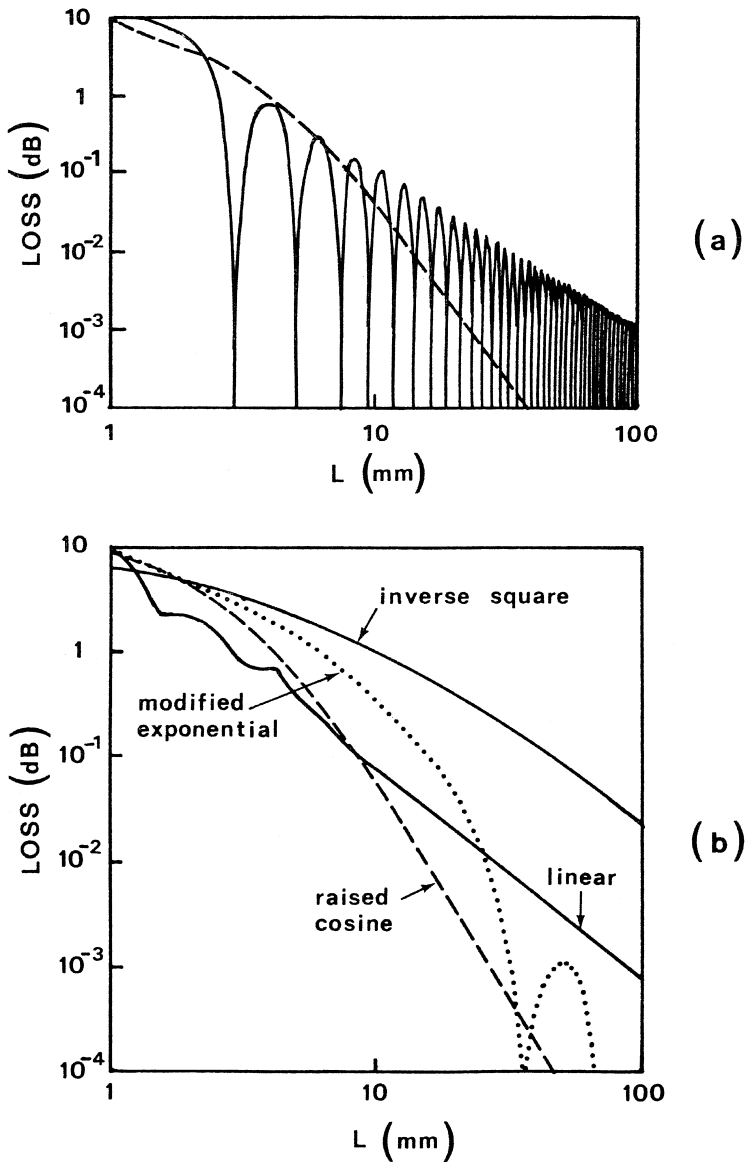 10
1
10⁻¹
10⁻²
10⁻³
10⁻⁴
LOSS (dB)
1
10
100
L (mm)
(a)
10
1
10⁻¹
10⁻²
10⁻³
10⁻⁴
LOSS (dB)
inverse square
modified
exponential
linear
raised
cosine
1
10
100
L (mm)
(b)